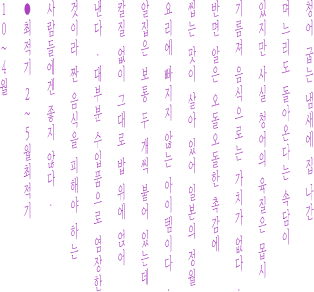 청어 굽는 냄새에 집 나간
며느리도 돌아온다는 속담이
있지만 사실 청어의 육질은 몹시
기름져 음식으로는 가치가 없다.
반면 알은 오돌오돌한 촉감에
씹는 맛이 살아 있어 일본의 정월
요리에 빠지지 않는 아이템이다.
알집은 보통 두 개씩 붙어 있는데
칼질 없이 그대로 밥 위에 얹어
낸다. 대부분 수입품으로 염장한
것이라 짠 음식을 피해야 하는
사람들에겐 좋지 않다.
●최적기 2~5월최적기
10~4월